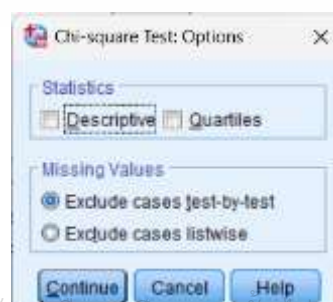 Chi-square Test: Options
Statistics
Descriptive Quartiles
Missing Values
Exclude cases test-by-test
Exclude cases listwise
Continue Cancel Help